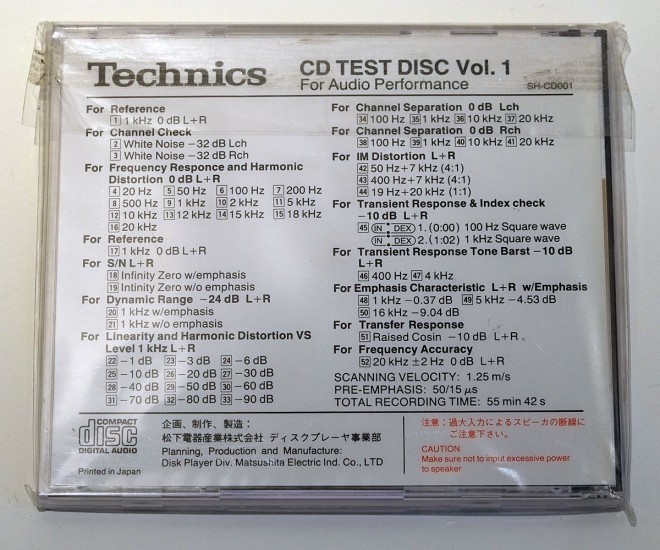 Technics
CD TEST DISC Vol. 1
For Audio Performance
SH-CD001
For Reference
1 1 kHz 0 dB L+R
For Channel Check
2 White Noise −32 dB Lch
3 White Noise −32 dB Rch
For Frequency Responce and Harmonic
Distortion 0 dB L+R
4 20 Hz 5 50 Hz 6 100 Hz 7 200 Hz
8 500 Hz 9 1 kHz 10 2 kHz 11 5 kHz
12 10 kHz 13 12 kHz 14 15 kHz 15 18 kHz
16 20 kHz
For Reference
17 1 kHz 0 dB L+R
For S/N L+R
18 Infinity Zero w/emphasis
19 Infinity Zero w/o emphasis
For Dynamic Range −24 dB L+R
20 1 kHz w/emphasis
21 1 kHz w/o emphasis
For Linearity and Harmonic Distortion VS
Level 1 kHz L+R
22 −1 dB 23 −3 dB 24 −6 dB
25 −10 dB 26 −20 dB 27 −30 dB
28 −40 dB 29 −50 dB 30 −60 dB
31 −70 dB 32 −80 dB 33 −90 dB
For Channel Separation 0 dB Lch
34 100 Hz 35 1 kHz 36 10 kHz 37 20 kHz
For Channel Separation 0 dB Rch
38 100 Hz 39 1 kHz 40 10 kHz 41 20 kHz
For IM Distortion L+R
42 50 Hz+7 kHz (4:1)
43 400 Hz+7 kHz (4:1)
44 19 Hz+20 kHz (1:1)
For Transient Response & Index check
−10 dB L+R
45 IN DEX 1. (0:00) 100 Hz Square wave
IN DEX 2. (1:02) 1 kHz Square wave
For Transient Response Tone Barst −10 dB
L+R
46 400 Hz 47 4 kHz
For Emphasis Characteristic L+R w/Emphasis
48 1 kHz −0.37 dB 49 5 kHz −4.53 dB
50 16 kHz −9.04 dB
For Transfer Response
51 Raised Cosin −10 dB L+R
For Frequency Accuracy
52 20 kHz ±2 Hz 0 dB L+R
SCANNING VELOCITY: 1.25 m/s
PRE-EMPHASIS: 50/15 μs
TOTAL RECORDING TIME: 55 min 42 s
COMPACT
disc
DIGITAL AUDIO
Printed in Japan
企画、制作、製造：
松下電器産業株式会社 ディスクプレーヤ事業部
Planning, Production and Manufacture:
Disk Player Div. Matsushita Electric Ind. Co., LTD
注意：過大入力によるスピーカの断線に
ご注意下さい。
CAUTION
Make sure not to input excessive power
to speaker